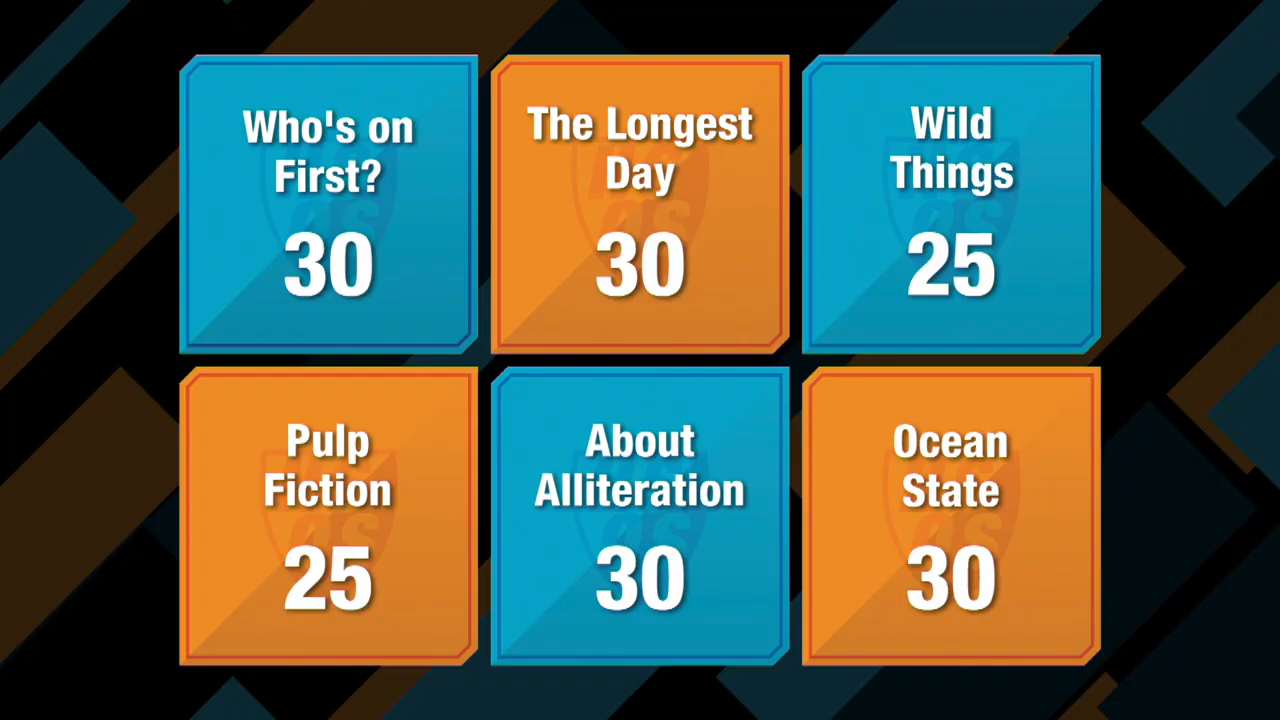 Who's on
First?
30
The Longest
Day
30
Wild
Things
25
Pulp
Fiction
25
About
Alliteration
30
Ocean
State
30